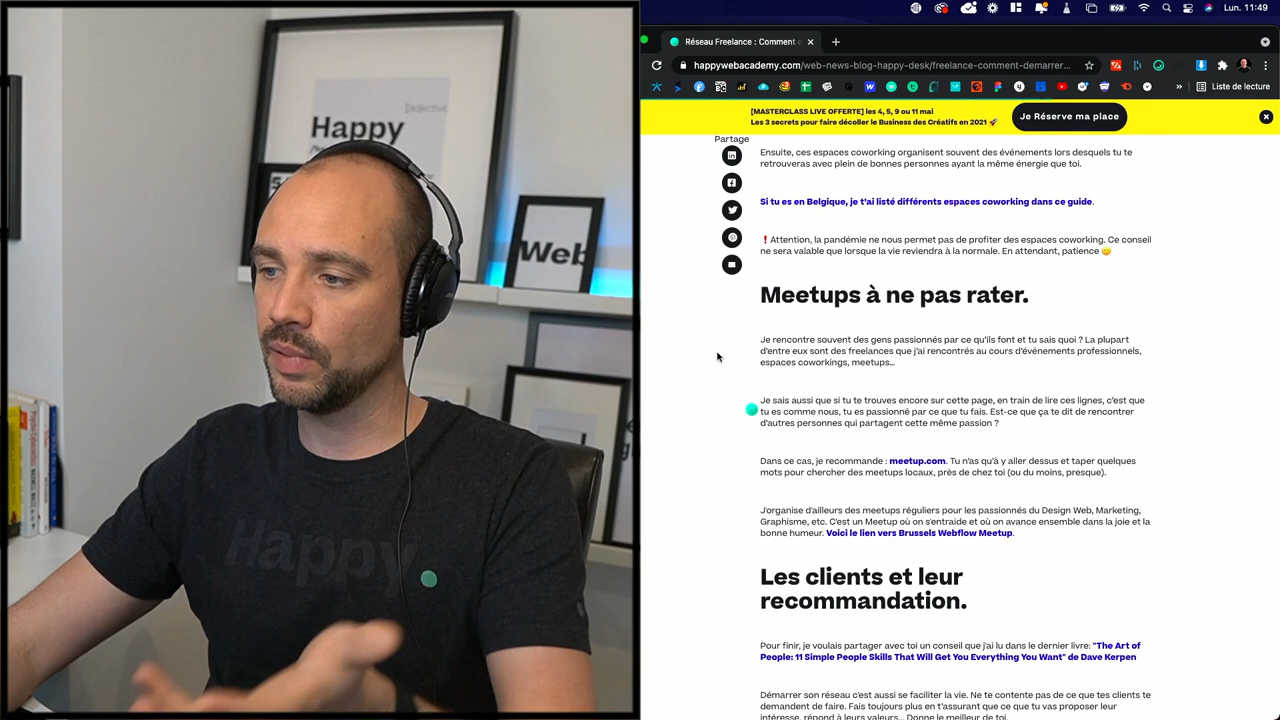 [adjective
Happy
Web
Happy
Lun. 11:49
Réseau Freelance : Comment c
happywebacademy.com/web-news-blog-happy-desk/freelance-comment-demarrer...
Liste de lecture
[MASTERCLASS LIVE OFFERTE] les 4, 5, 9 ou 11 mai
Les 3 secrets pour faire décoller le Business des Créatifs en 2021 🚀
Je Réserve ma place
Partage
Ensuite, ces espaces coworking organisent souvent des événements lors desquels tu te
retrouveras avec plein de bonnes personnes ayant la même énergie que toi.
Si tu es en Belgique, je t'ai listé différents espaces coworking dans ce guide.
❗Attention, la pandémie ne nous permet pas de profiter des espaces coworking. Ce conseil
ne sera valable que lorsque la vie reviendra à la normale. En attendant, patience 😊
Meetups à ne pas rater.
Je rencontre souvent des gens passionnés par ce qu'ils font et tu sais quoi ? La plupart
d'entre eux sont des freelances que j'ai rencontrés au cours d'événements professionnels,
espaces coworkings, meetups...
Je sais aussi que si tu te trouves encore sur cette page, en train de lire ces lignes, c'est que
tu es comme nous, tu es passionné par ce que tu fais. Est-ce que ça te dit de rencontrer
d'autres personnes qui partagent cette même passion ?
Dans ce cas, je recommande : meetup.com. Tu n'as qu'à y aller dessus et taper quelques
mots pour chercher des meetups locaux, près de chez toi (ou du moins, presque).
J'organise d'ailleurs des meetups réguliers pour les passionnés du Design Web, Marketing,
Graphisme, etc. C'est un Meetup où on s'entraide et où on avance ensemble dans la joie et la
bonne humeur. Voici le lien vers Brussels Webflow Meetup.
Les clients et leur
recommandation.
Pour finir, je voulais partager avec toi un conseil que j'ai lu dans le dernier livre: "The Art of
People: 11 Simple People Skills That Will Get You Everything You Want" de Dave Kerpen
Démarrer son réseau c'est aussi se faciliter la vie. Ne te contente pas de ce que tes clients te
demandent de faire. Fais toujours plus en t'assurant que ce que tu vas proposer leur
intéresse, répond à leurs valeurs... Donne le meilleur de toi.